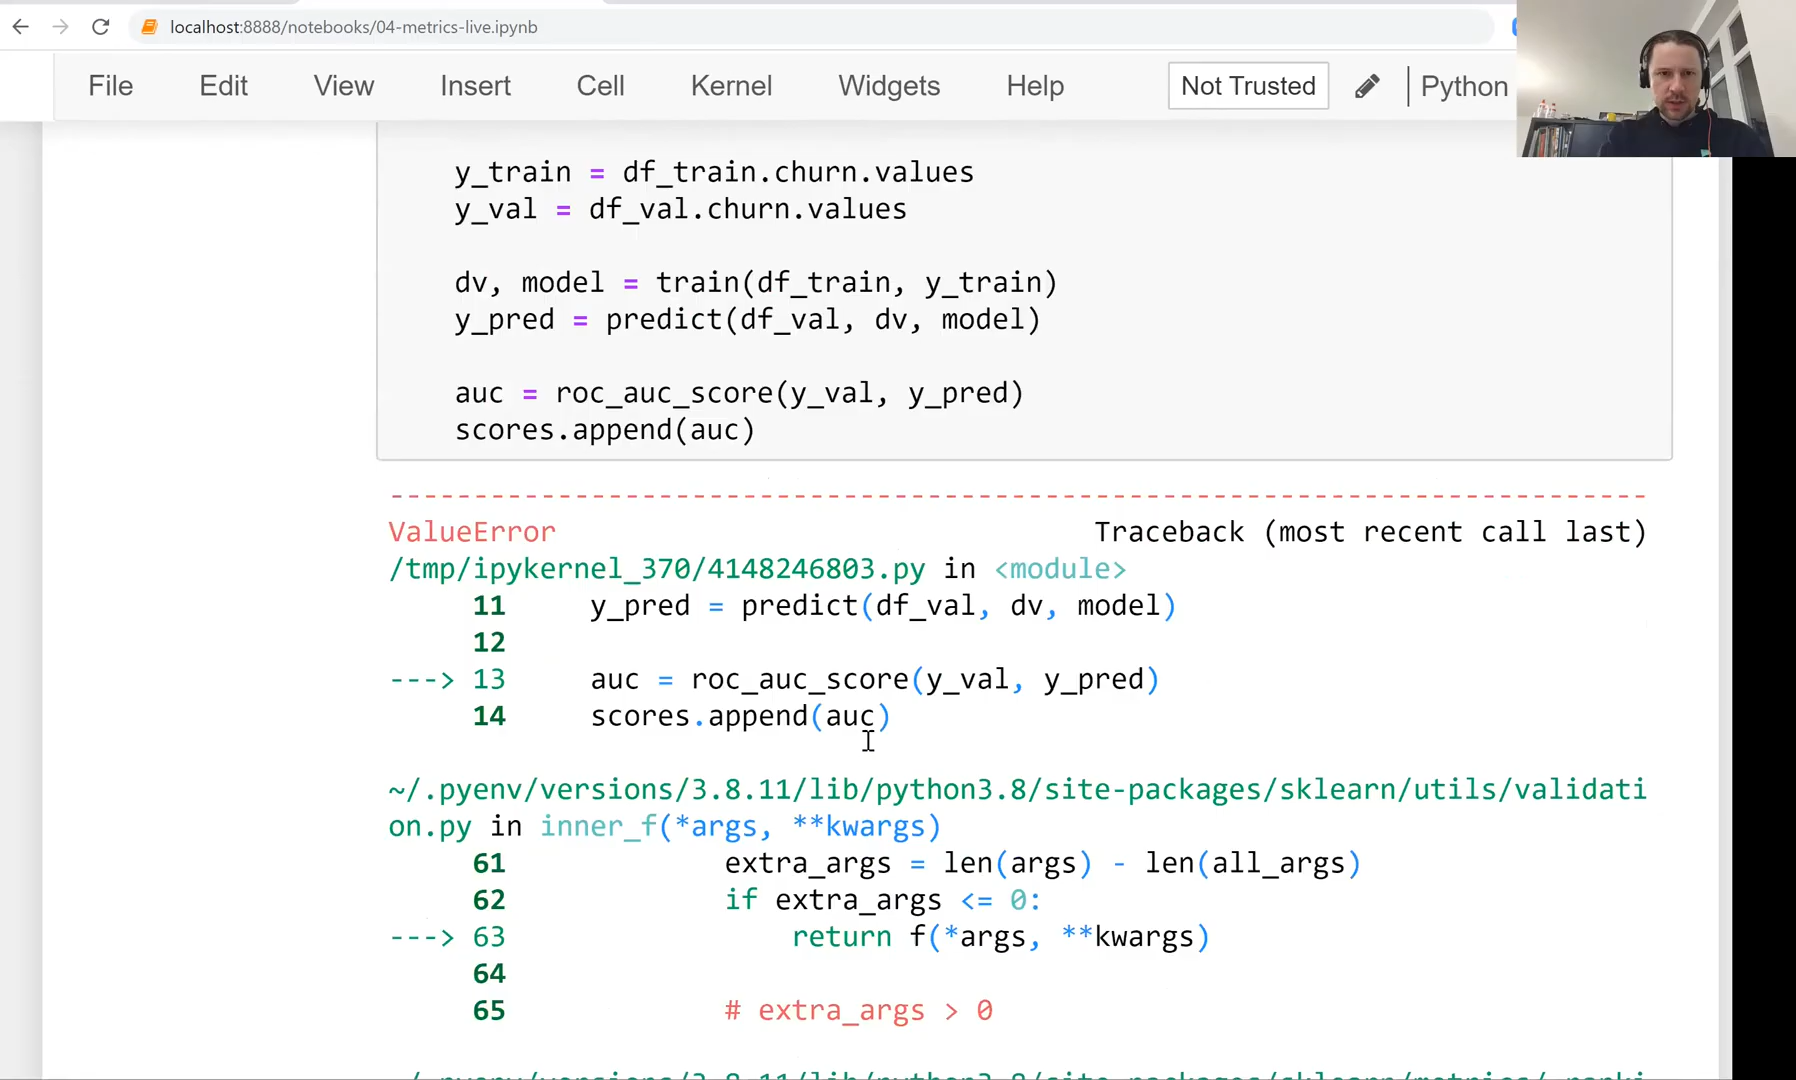 localhost:8888/notebooks/04-metrics-live.ipynb
File Edit View Insert Cell Kernel Widgets Help Not Trusted Python
y_train = df_train.churn.values
y_val = df_val.churn.values
dv, model = train(df_train, y_train)
y_pred = predict(df_val, dv, model)
auc = roc_auc_score(y_val, y_pred)
scores.append(auc)
---------------------------------------------------------------------------
ValueError Traceback (most recent call last)
/tmp/ipykernel_370/4148246803.py in <module>
11 y_pred = predict(df_val, dv, model)
12
---> 13 auc = roc_auc_score(y_val, y_pred)
14 scores.append(auc)
~/.pyenv/versions/3.8.11/lib/python3.8/site-packages/sklearn/utils/validati
on.py in inner_f(*args, **kwargs)
61 extra_args = len(args) - len(all_args)
62 if extra_args <= 0:
---> 63 return f(*args, **kwargs)
64
65 # extra_args > 0